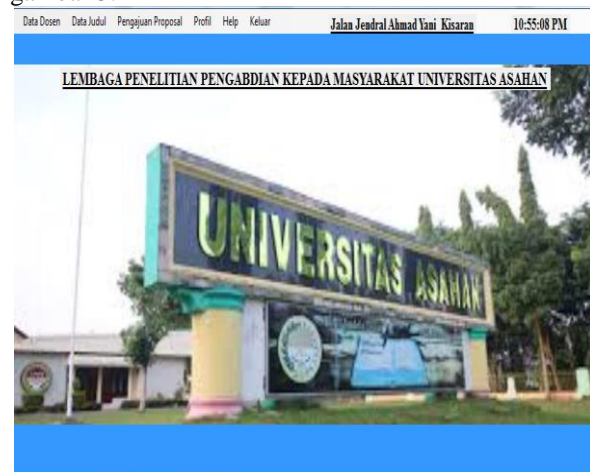 Data Dosen Data Judul Pengajuan Proposal Profil Help Keluar Jalan Jendral Ahmad Yani Kisaran 10:55:08 PM
LEMBAGA PENELITIAN PENGABDIAN KEPADA MASYARAKAT UNIVERSITAS ASAHAN
UNIVERSITAS ASAHAN